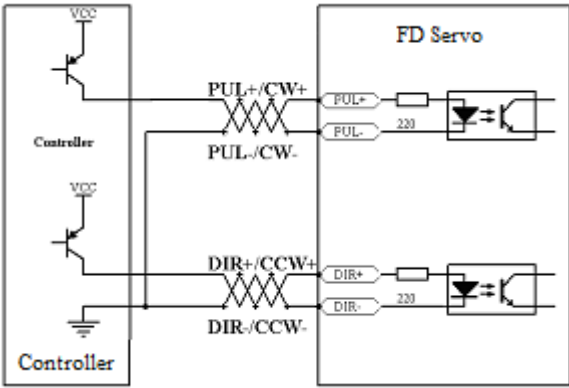 VCC
FD Servo
PUL+/CW+
PUL+
Controller
PUL-
220
PUL-/CW-
VCC
DIR+/CCW+
DIR+
DIR-
220
DIR-/CCW-
Controller